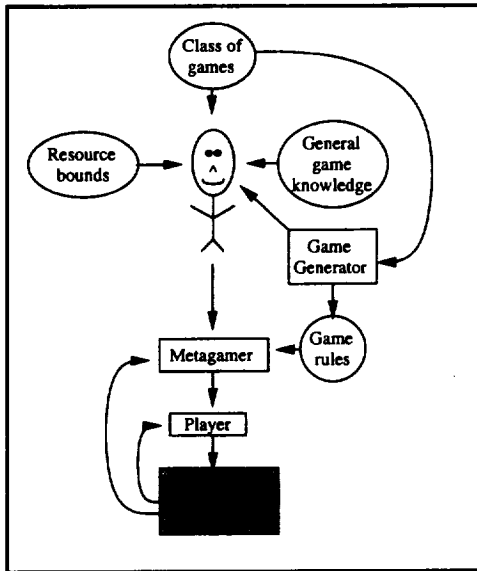 Class of
games
Resource
bounds
General
game
knowledge
Game
Generator
Game
rules
Metagamer
Player